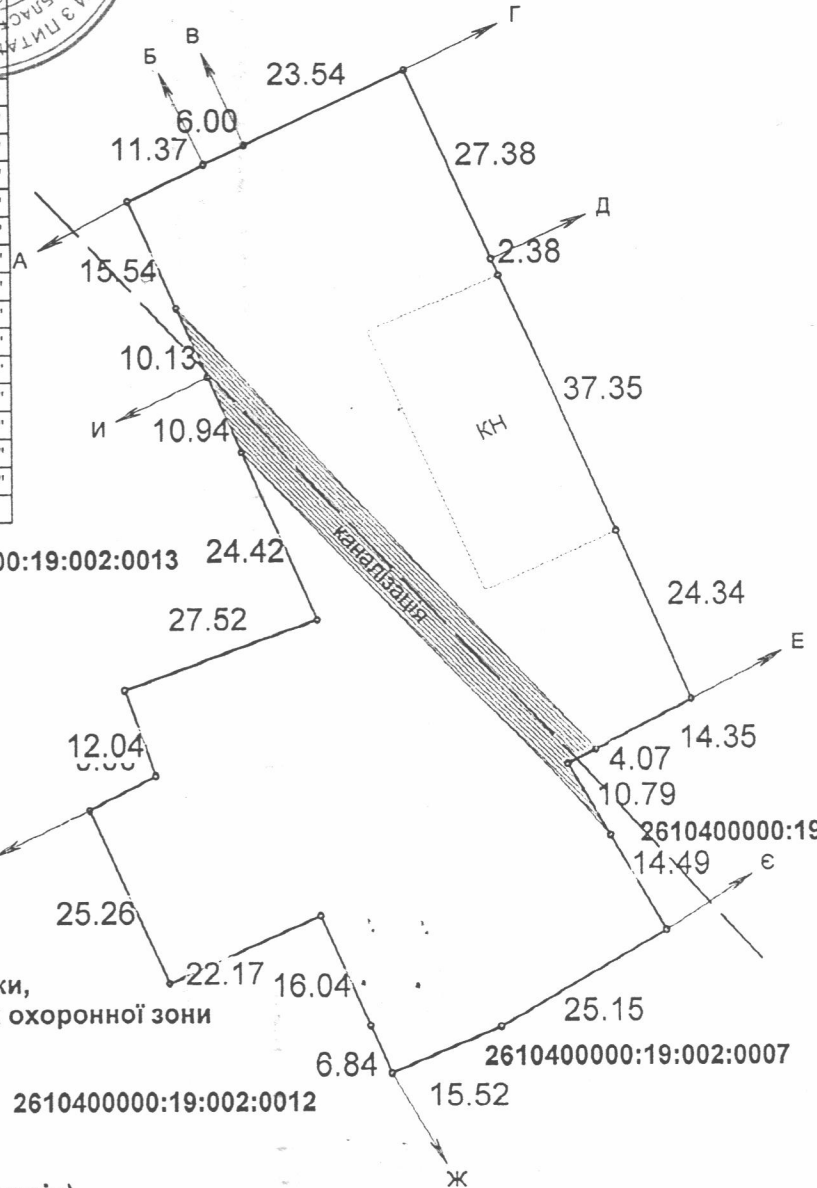 А З ПИТА
Г
В
Б
23.54
6.00
11.37
27.38
Д
2.38
А
15.54
10.13
37.35
КН
И
10.94
каналізація
00:19:002:0013
24.42
24.34
27.52
Е
14.35
12.04
4.07
10.79
2610400000:19
14.49
Є
25.26
22.17
16.04
ки,
охоронної зони
25.15
6.84
2610400000:19:002:0007
15.52
2610400000:19:002:0012
Ж